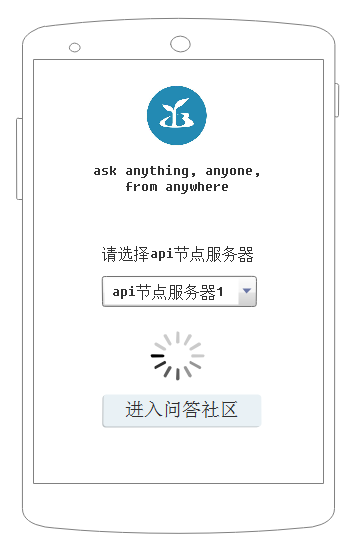 ask anything, anyone,
from anywhere
请选择api节点服务器
api节点服务器1
进入问答社区